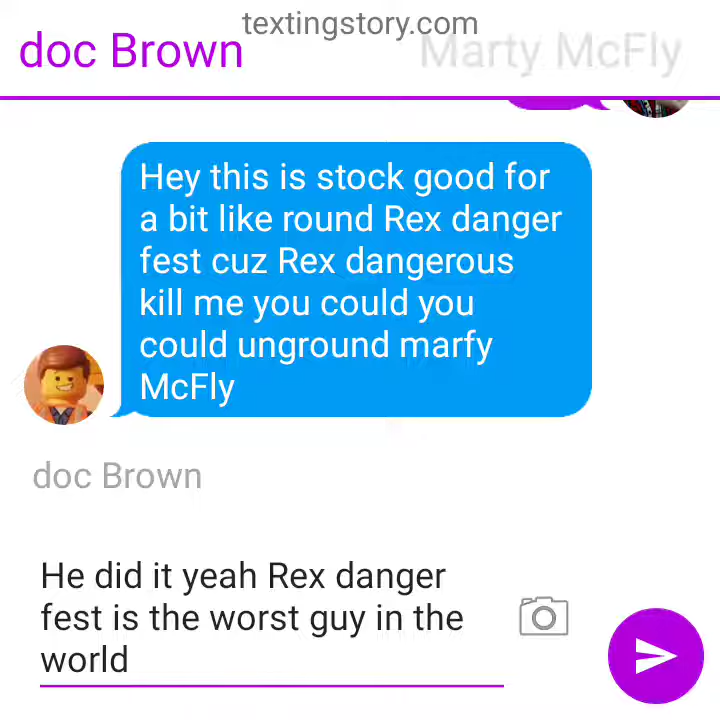 textingstory.com
doc Brown
Marty McFly
Hey this is stock good for
a bit like round Rex danger
fest cuz Rex dangerous
kill me you could you
could unground marfy
McFly
doc Brown
He did it yeah Rex danger
fest is the worst guy in the
world